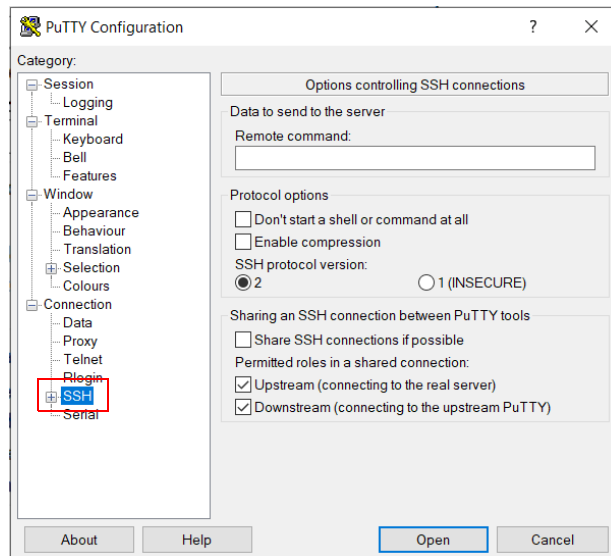 PuTTY Configuration
Category:
Session
Logging
Terminal
Keyboard
Bell
Features
Window
Appearance
Behaviour
Translation
Selection
Colours
Connection
Data
Proxy
Telnet
Rlogin
SSH
Serial
Options controlling SSH connections
Data to send to the server
Remote command:
Protocol options
Don't start a shell or command at all
Enable compression
SSH protocol version:
2 1 (INSECURE)
Sharing an SSH connection between PuTTY tools
Share SSH connections if possible
Permitted roles in a shared connection:
Upstream (connecting to the real server)
Downstream (connecting to the upstream PuTTY)
About Help Open Cancel